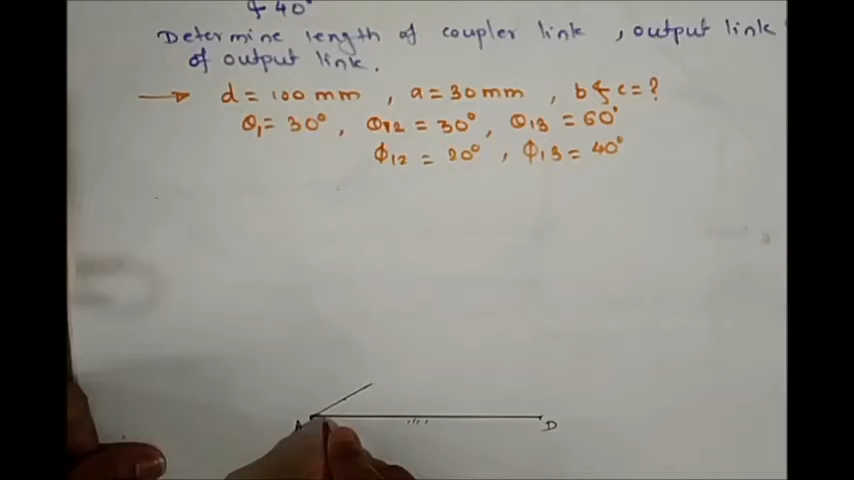 & 40°
Determine length of coupler link , output link
of output link.
→ d = 100 mm , a = 30 mm , b & c = ?
θ1 = 30° , θ12 = 30° , θ13 = 60°
ϕ12 = 20° , ϕ13 = 40°
A D